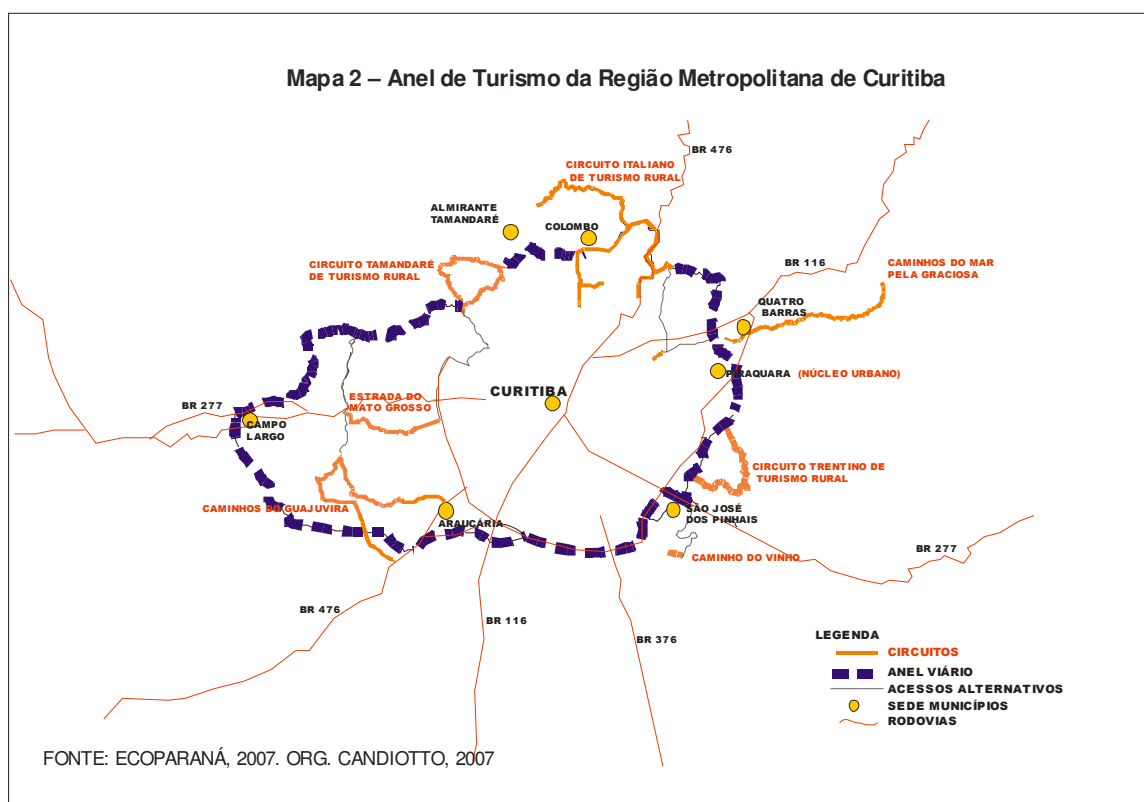 Mapa 2 – Anel de Turismo da Região Metropolitana de Curitiba
BR 476
CIRCUITO ITALIANO
DE TURISMO RURAL
ALMIRANTE
TAMANDARÉ
COLOMBO
CIRCUITO TAMANDARÉ
DE TURISMO RURAL
BR 116
CAMINHOS DO MAR
PELA GRACIOSA
QUATRO
BARRAS
PIRAQUARA (NÚCLEO URBANO)
CURITIBA
ESTRADA DO
MATO GROSSO
BR 277
CAMPO
LARGO
CIRCUITO TRENTINO DE
TURISMO RURAL
CAMINHOS DO GUAJUVIRA
ARAUCÁRIA
SÃO JOSÉ
DOS PINHAIS
CAMINHO DO VINHO
BR 277
BR 476
BR 116
BR 376
LEGENDA
CIRCUITOS
ANEL VIÁRIO
ACESSOS ALTERNATIVOS
SEDE MUNICÍPIOS
RODOVIAS
FONTE: ECOPARANÁ, 2007. ORG. CANDIOTTO, 2007